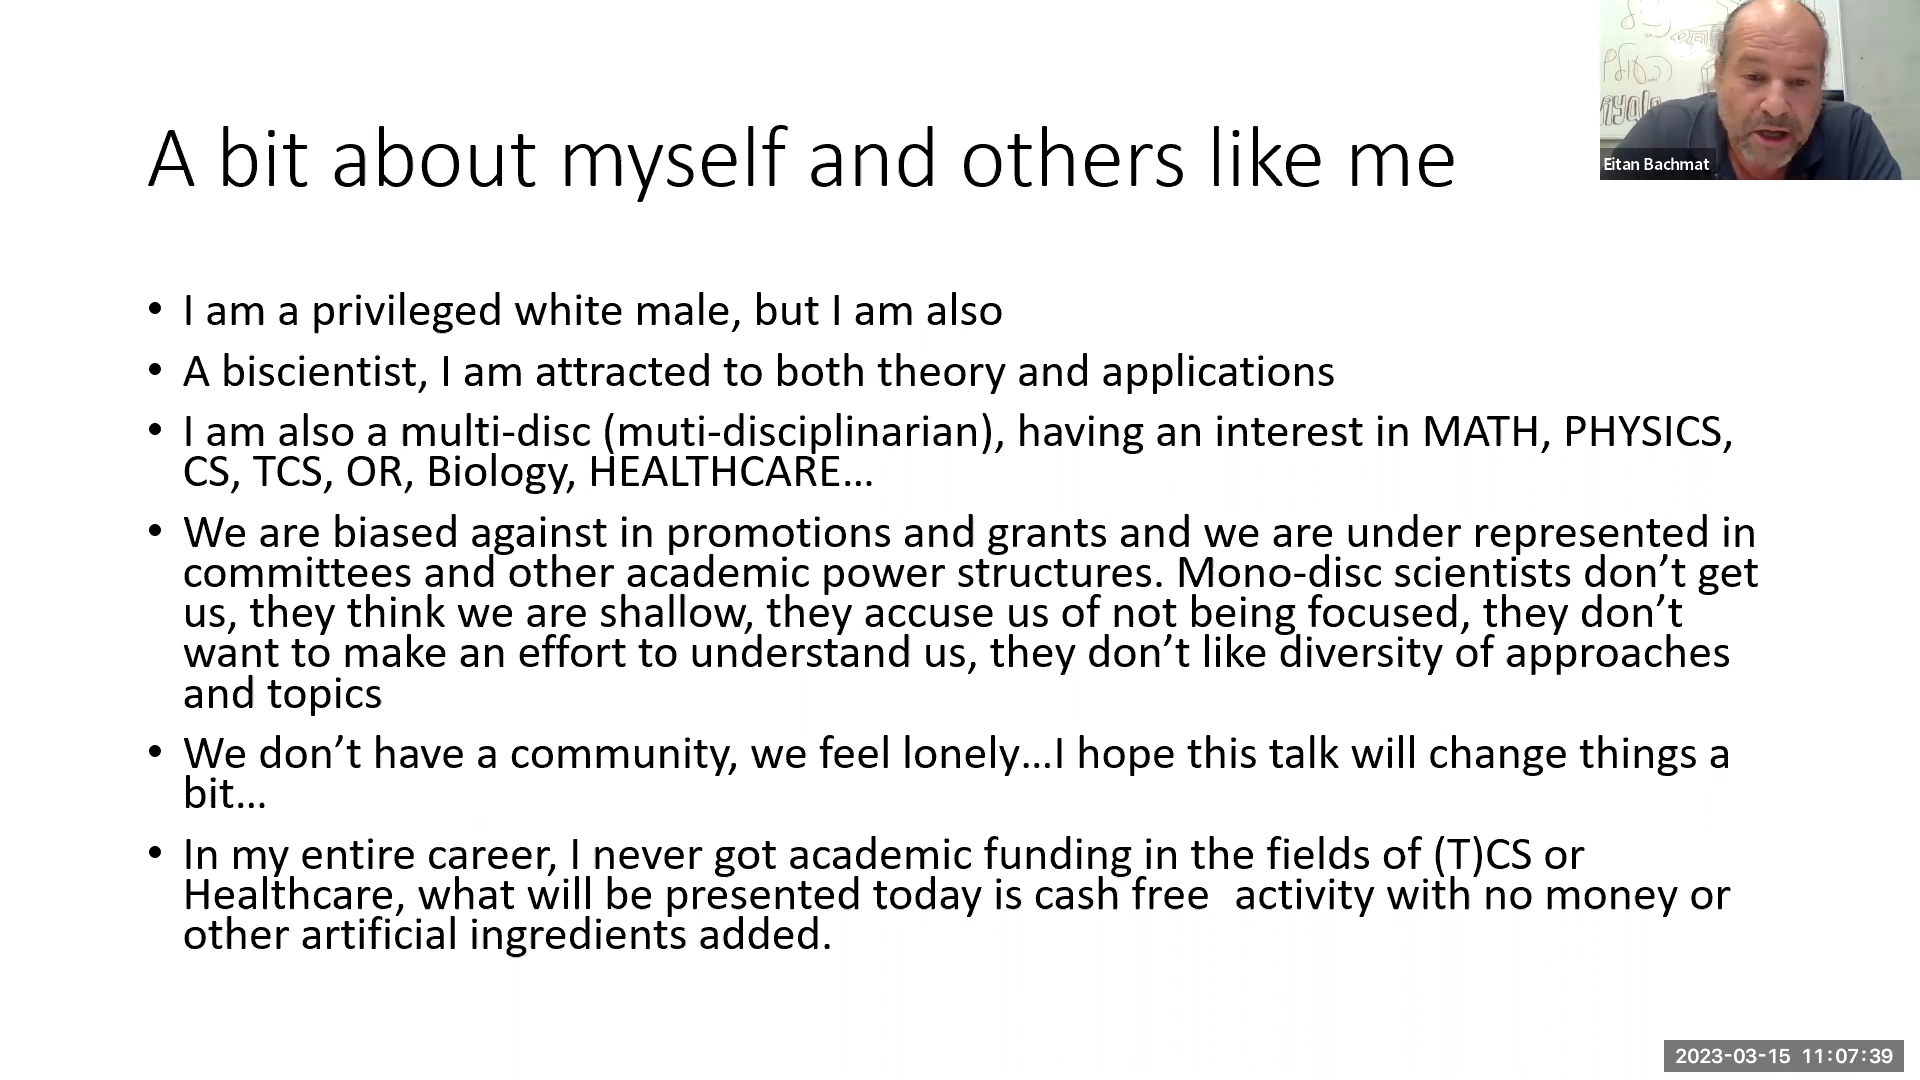 A bit about myself and others like me
Eitan Bachmat
• I am a privileged white male, but I am also
• A biscientist, I am attracted to both theory and applications
• I am also a multi-disc (muti-disciplinarian), having an interest in MATH, PHYSICS,
CS, TCS, OR, Biology, HEALTHCARE…
• We are biased against in promotions and grants and we are under represented in
committees and other academic power structures. Mono-disc scientists don’t get
us, they think we are shallow, they accuse us of not being focused, they don’t
want to make an effort to understand us, they don’t like diversity of approaches
and topics
• We don’t have a community, we feel lonely…I hope this talk will change things a
bit…
• In my entire career, I never got academic funding in the fields of (T)CS or
Healthcare, what will be presented today is cash free  activity with no money or
other artificial ingredients added.
2023-03-15 11:07:39